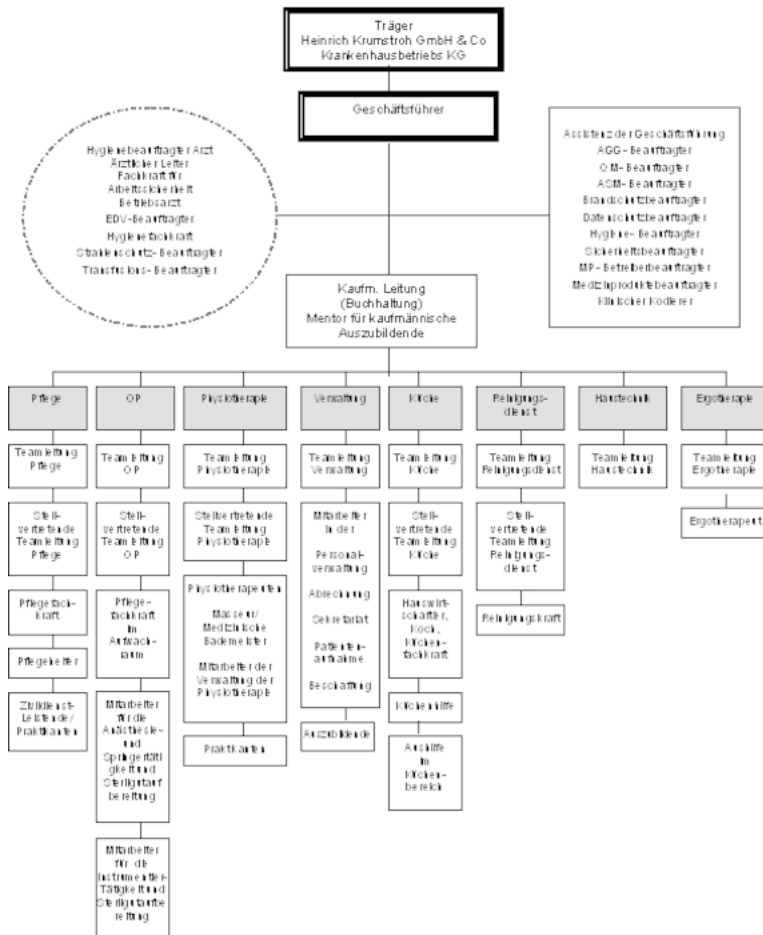 Träger
Heinrich Krumstroh GmbH & Co
Krankenhausbetriebs KG
Geschäftsführer
Hygienebeauftragter Arzt
Ärztlicher Leiter
Fachkraft für
Arbeitssicherheit
Betriebsarzt
EDV-Beauftragter
Hygienefachkraft
Strahlenschutz-Beauftragter
Transfusions-Beauftragter
Assistenz der Geschäftsführung
AGG-Beauftragter
QM-Beauftragter
ASM-Beauftragter
Brandschutzbeauftragter
Datenschutzbeauftragter
Hygiene-Beauftragter
Sicherheitsbeauftragter
MP-Betreiberbeauftragter
Medizinproduktebeauftragter
Klinischer Kodierer
Kaufm. Leitung
(Buchhaltung)
Mentor für kaufmännische
Auszubildende
Pflege
Teamleitung
Pflege
Stell-
vertretende
Teamleitung
Pflege
Pflegefach-
kraft
Pflegehelfer
Zivildienst-
Leistende/
Praktikanten
OP
Teamleitung
OP
Stell-
vertretende
Teamleitung
OP
Pflege-
fachkraft
im
Aufwach-
raum
Mitarbeiter
für die
Anästhesie-
und
Springertäti
gkeit und
Sterilgutauf
bereitung
Mitarbeiter
für die
Instrumentier-
Tätigkeit und
Sterilgutaufbe
reitung
Physiotherapie
Teamleitung
Physiotherapie
Stellvertretende
Teamleitung
Physiotherapie
Physiotherapeuten
Masseur/
Medizinische
Bademeister
Mitarbeiter der
Verwaltung der
Physiotherapie
Praktikanten
Verwaltung
Teamleitung
Verwaltung
Mitarbeiter
in der
Personal-
verwaltung
Abrechnung
Sekretariat
Patienten-
aufnahme
Beschaffung
Auszubildende
Küche
Teamleitung
Küche
Stell-
vertretende
Teamleitung
Küche
Hauswirt-
schafter,
Koch,
Küchen-
fachkraft
Küchenhilfe
Aushilfe
im
Küchen-
bereich
Reinigungs-
dienst
Teamleitung
Reinigungsdienst
Stell-
vertretende
Teamleitung
Reinigungs-
dienst
Reinigungskraft
Haustechnik
Teamleitung
Haustechnik
Ergotherapie
Teamleitung
Ergotherapie
Ergotherapeut